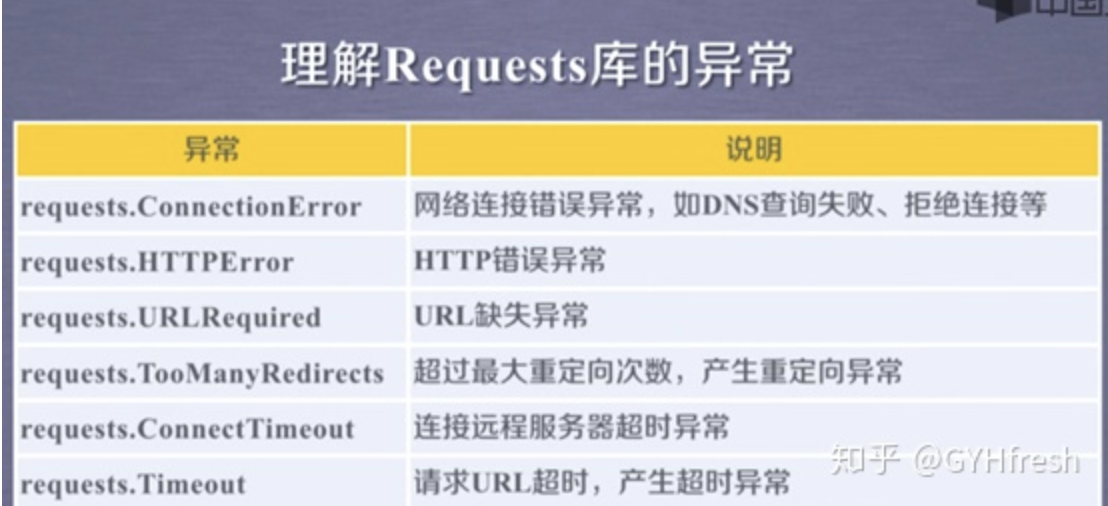 中国
理解Requests库的异常
异常 说明
requests.ConnectionError 网络连接错误异常，如DNS查询失败、拒绝连接等
requests.HTTPError HTTP错误异常
requests.URLRequired URL缺失异常
requests.TooManyRedirects 超过最大重定向次数，产生重定向异常
requests.ConnectTimeout 连接远程服务器超时异常
requests.Timeout 请求URL超时，产生超时异常
知乎 @GYHfresh